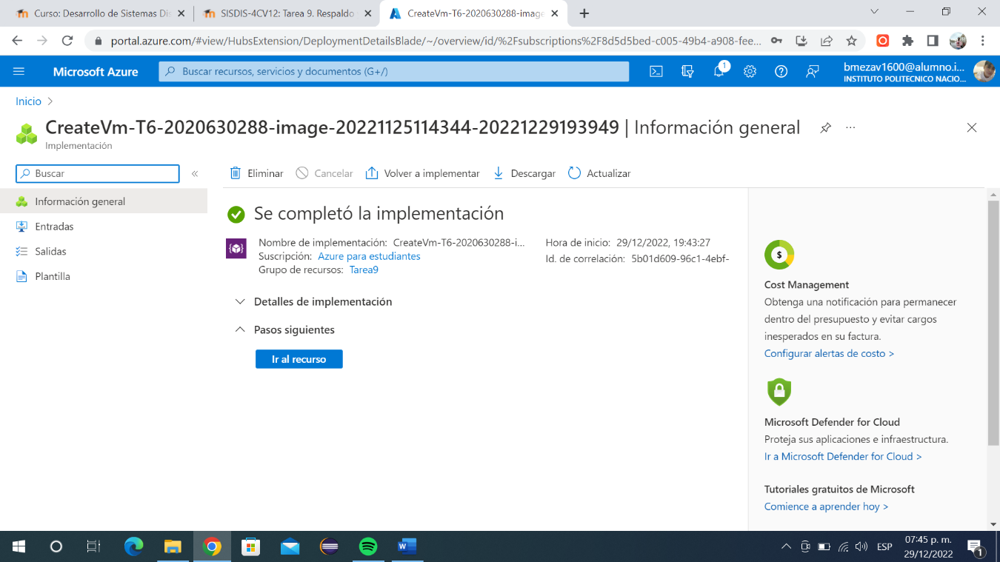 Curso: Desarrollo de Sistemas Dis
SISDIS-4CV12: Tarea 9. Respaldo
CreateVm-T6-2020630288-image
portal.azure.com/#view/HubsExtension/DeploymentDetailsBlade/~/overview/id/%2Fsubscriptions%2F8d5d5bed-c005-49b4-a908-fee...
Microsoft Azure
Buscar recursos, servicios y documentos (G+/)
1
bmezav1600@alumno.i...
INSTITUTO POLITECNICO NACIO...
Inicio >
CreateVm-T6-2020630288-image-20221125114344-20221229193949 | Información general
Implementación
Buscar
«
Eliminar
Cancelar
Volver a implementar
Descargar
Actualizar
Información general
Entradas
Salidas
Plantilla
Se completó la implementación
Nombre de implementación: CreateVm-T6-2020630288-i...
Suscripción: Azure para estudiantes
Grupo de recursos: Tarea9
Hora de inicio: 29/12/2022, 19:43:27
Id. de correlación: 5b01d609-96c1-4ebf-
Detalles de implementación
Pasos siguientes
Ir al recurso
$
Cost Management
Obtenga una notificación para permanecer
dentro del presupuesto y evitar cargos
inesperados en su factura.
Configurar alertas de costo >
Microsoft Defender for Cloud
Proteja sus aplicaciones e infraestructura.
Ir a Microsoft Defender for Cloud >
Tutoriales gratuitos de Microsoft
Comience a aprender hoy >
ESP
07:45 p. m.
29/12/2022
1